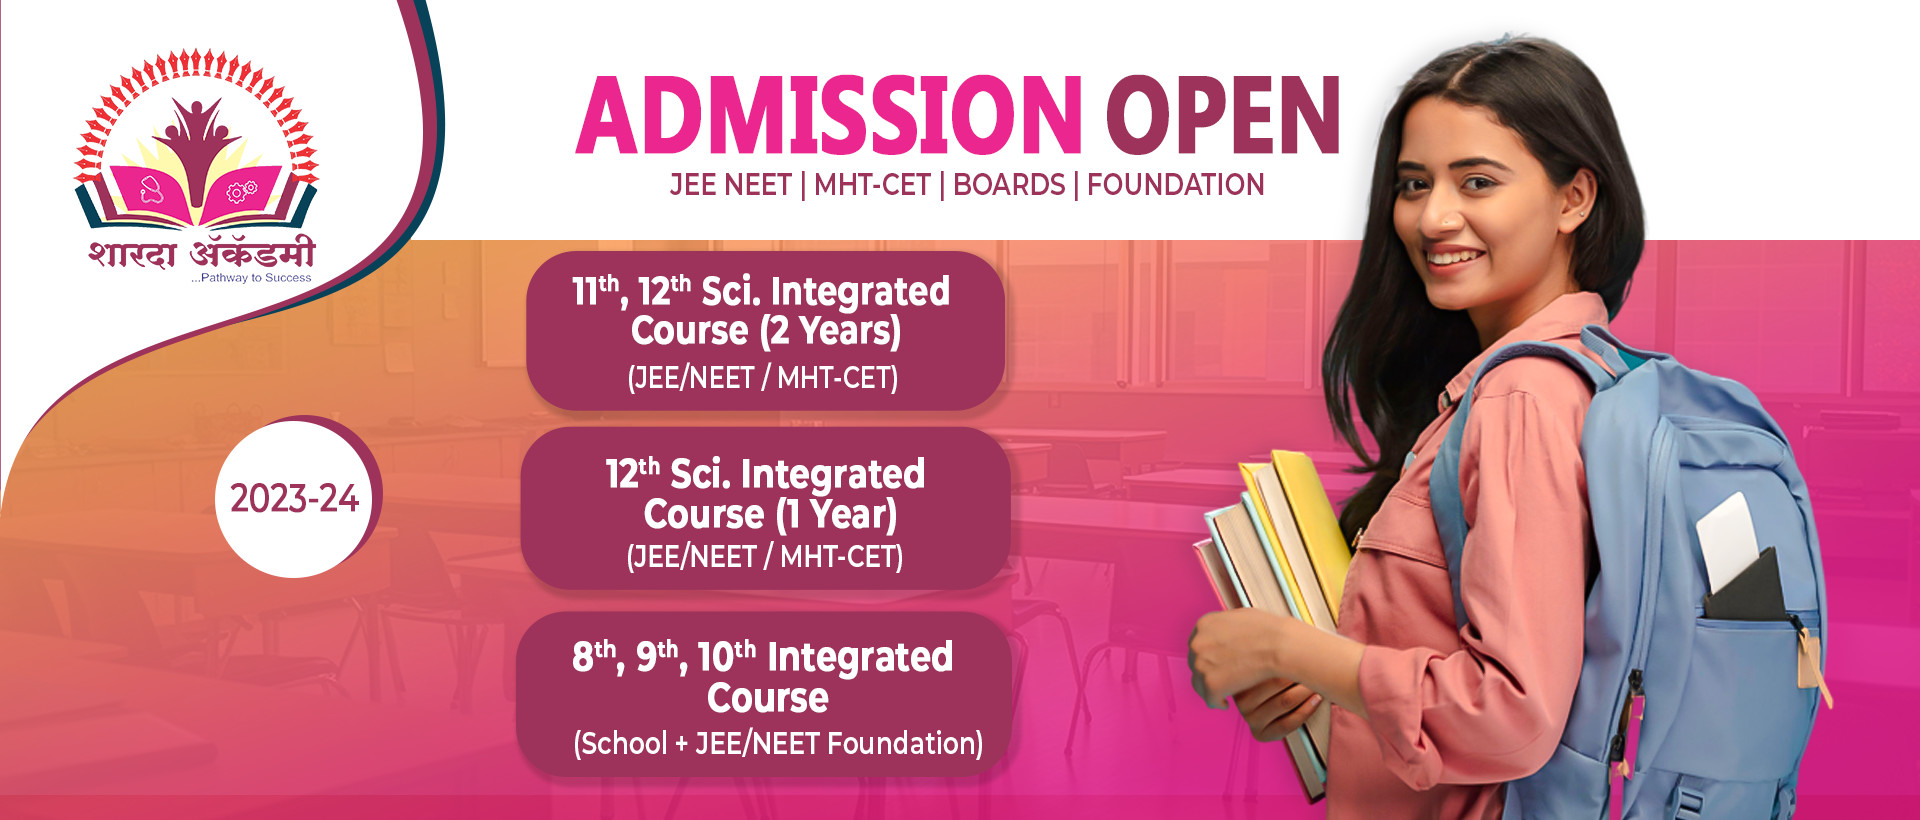 शारदा ॲकॅडमी
...Pathway to Success
ADMISSION OPEN
JEE NEET | MHT-CET | BOARDS | FOUNDATION
2023-24
11th, 12th Sci. Integrated
Course (2 Years)
(JEE/NEET / MHT-CET)
12th Sci. Integrated
Course (1 Year)
(JEE/NEET / MHT-CET)
8th, 9th, 10th Integrated
Course
(School + JEE/NEET Foundation)